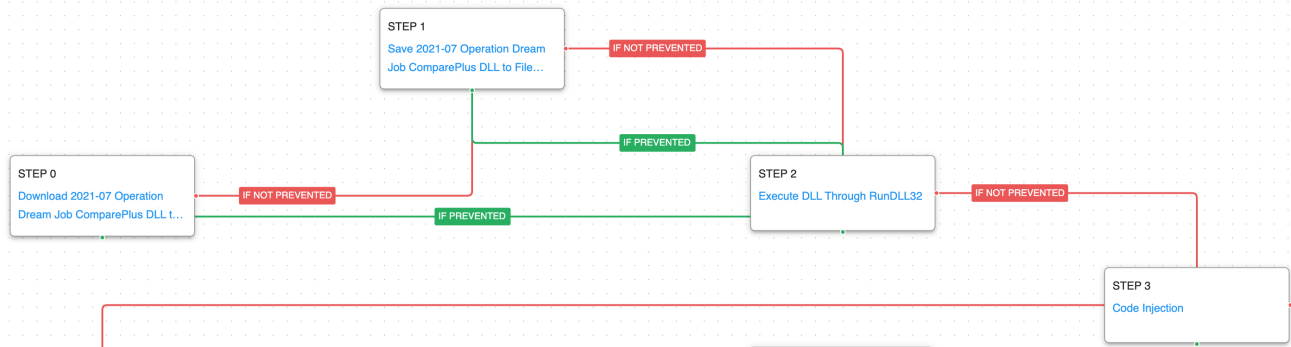 STEP 1
Save 2021-07 Operation Dream
Job ComparePlus DLL to File…
IF NOT PREVENTED
IF PREVENTED
STEP 0
Download 2021-07 Operation
Dream Job ComparePlus DLL t…
IF NOT PREVENTED
IF PREVENTED
STEP 2
Execute DLL Through RunDLL32
IF NOT PREVENTED
STEP 3
Code Injection